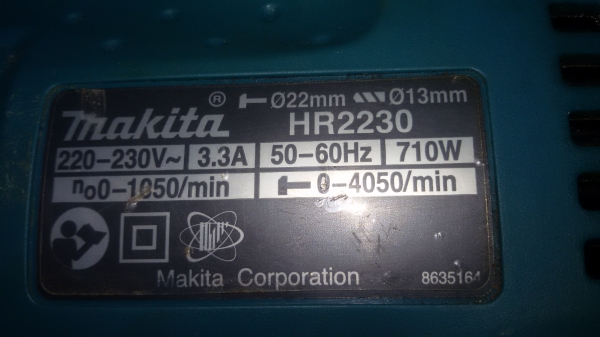 ® Ø22mm Ø13mm
makita HR2230
220-230V~ 3.3A 50-60Hz 710W
no0-1050/min 0-4050/min
Makita Corporation 8635164